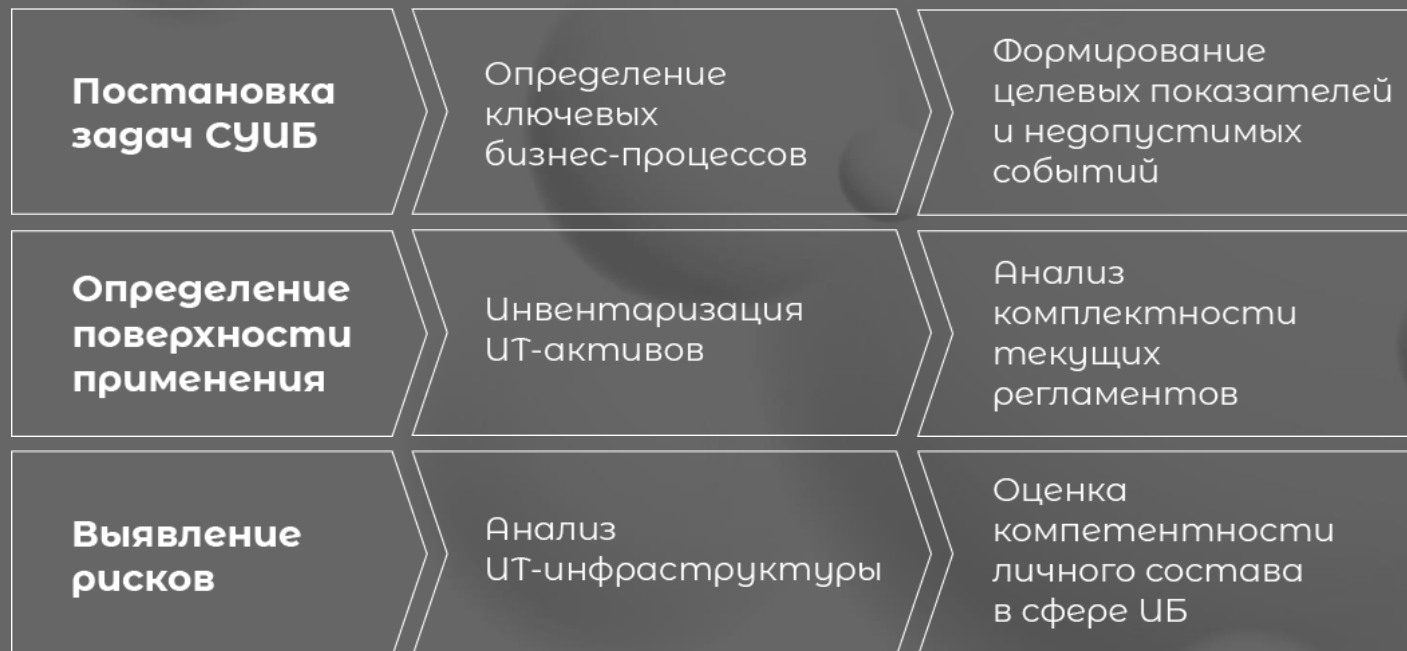 Постановка
задач СУИБ
Определение
ключевых
бизнес-процессов
Формирование
целевых показателей
и недопустимых
событий
Определение
поверхности
применения
Инвентаризация
ИТ-активов
Анализ
комплектности
текущих
регламентов
Выявление
рисков
Анализ
ИТ-инфраструктуры
Оценка
компетентности
личного состава
в сфере ИБ